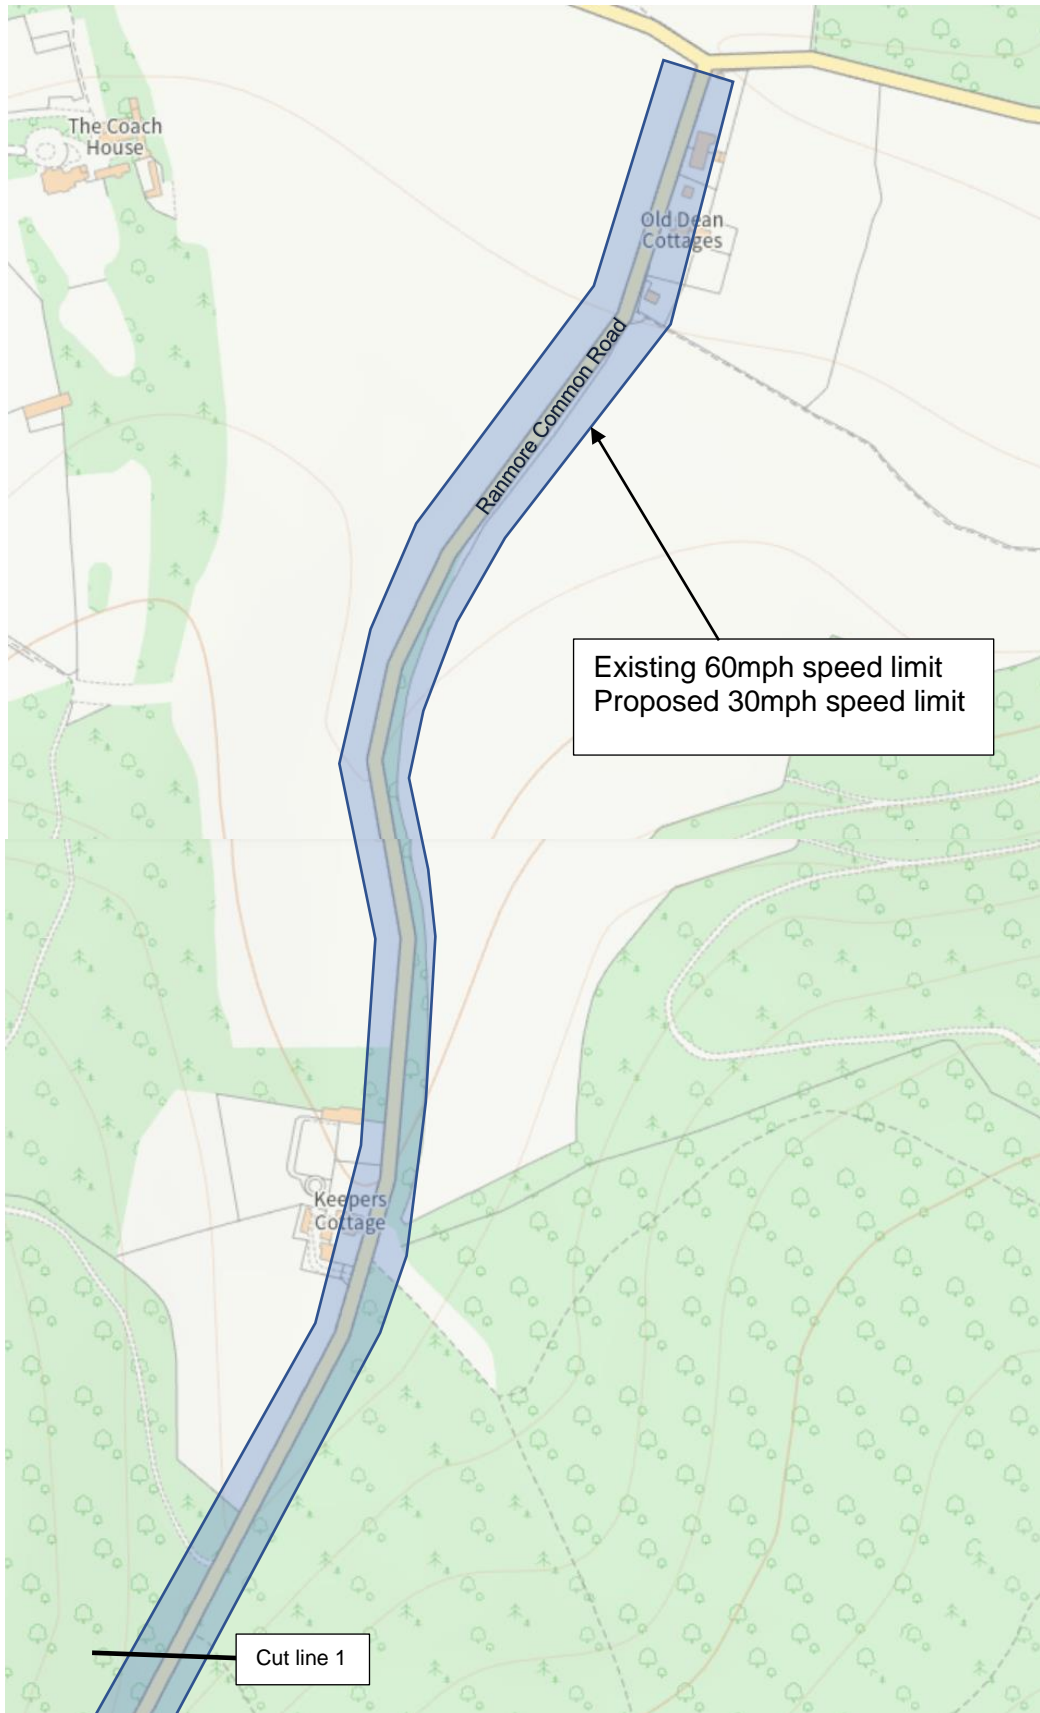 The Coach
House
Old Dean
Cottages
Ranmore Common Road
Existing 60mph speed limit
Proposed 30mph speed limit
Keepers
Cottage
Cut line 1